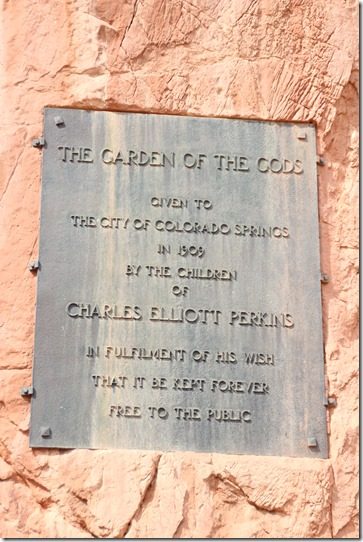 THE GARDEN OF THE GODS
GIVEN TO
THE CITY OF COLORADO SPRINGS
IN 1909
BY THE CHILDREN
OF
CHARLES ELLIOTT PERKINS
IN FULFILMENT OF HIS WISH
THAT IT BE KEPT FOREVER
FREE TO THE PUBLIC